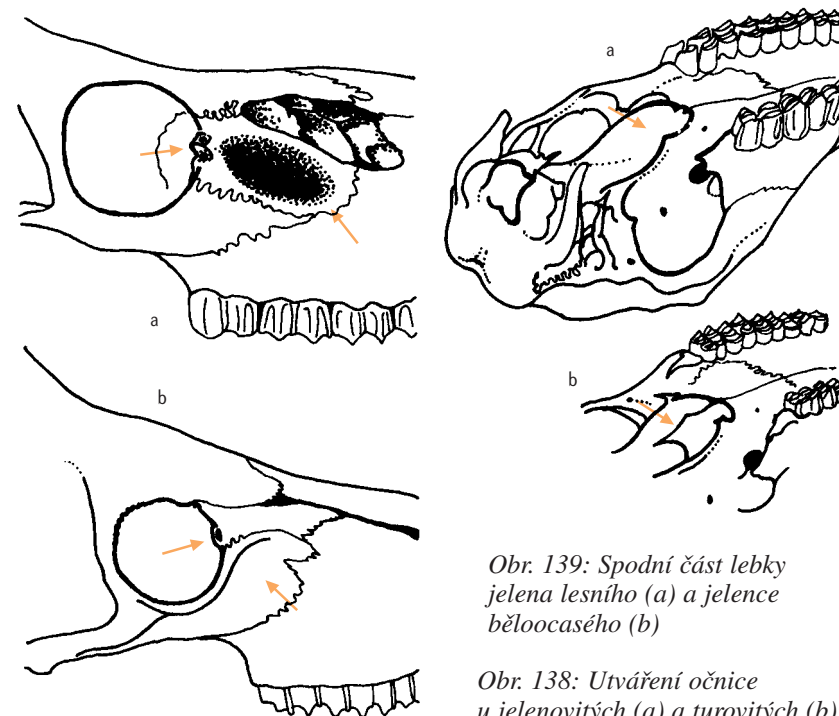 a
a
b
b
Obr. 139: Spodní část lebky
jelena lesního (a) a jelence
běloocasého (b)
Obr. 138: Utváření očnice
u jelenovitých (a) a turovitých (b)